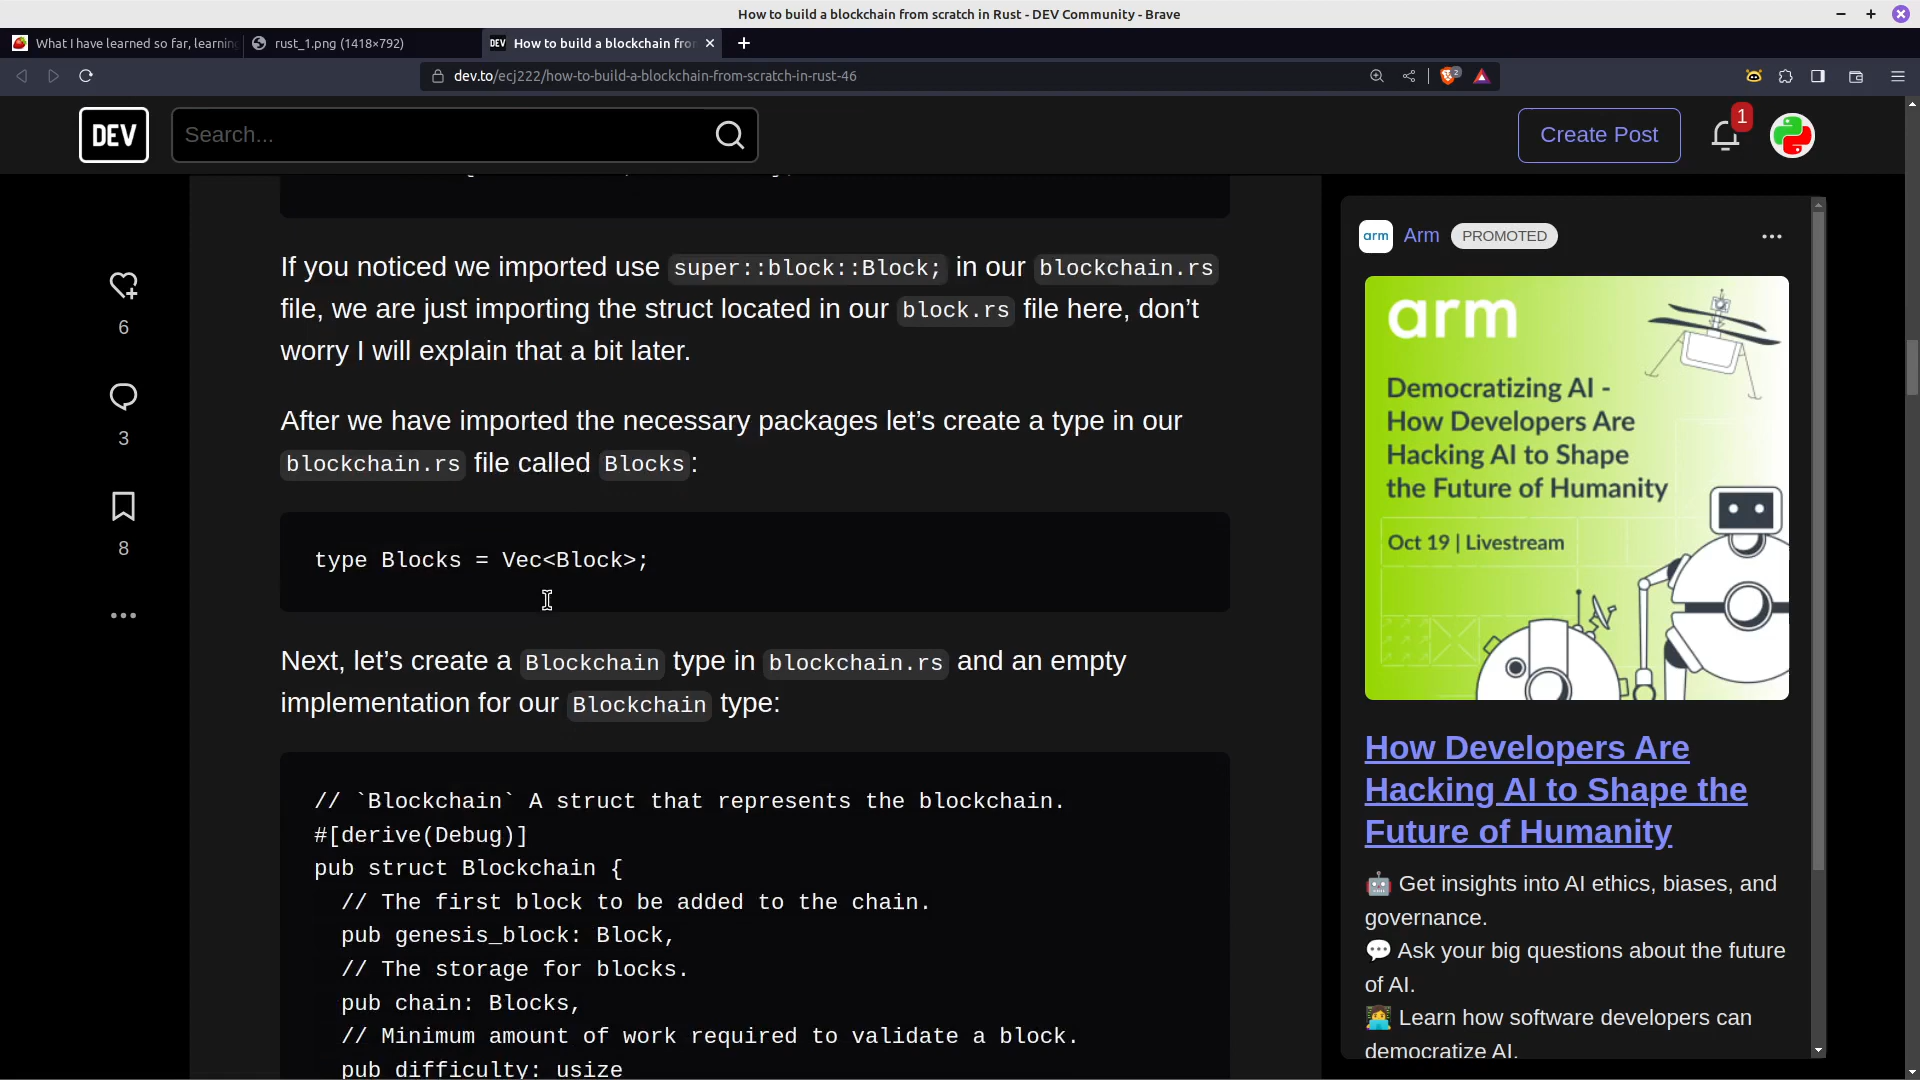 How to build a blockchain from scratch in Rust - DEV Community - Brave
What I have learned so far, learning
rust_1.png (1418×792)
DEV How to build a blockchain fro
dev.to/ecj222/how-to-build-a-blockchain-from-scratch-in-rust-46
2
DEV
Search...
Create Post
1
6
3
8
If you noticed we imported use super::block::Block; in our blockchain.rs
file, we are just importing the struct located in our block.rs file here, don’t
worry I will explain that a bit later.
After we have imported the necessary packages let’s create a type in our
blockchain.rs file called Blocks:
type Blocks = Vec<Block>;
Next, let’s create a Blockchain type in blockchain.rs and an empty
implementation for our Blockchain type:
// `Blockchain` A struct that represents the blockchain.
#[derive(Debug)]
pub struct Blockchain {
// The first block to be added to the chain.
pub genesis_block: Block,
// The storage for blocks.
pub chain: Blocks,
// Minimum amount of work required to validate a block.
pub difficulty: usize
arm Arm PROMOTED
arm
Democratizing AI -
How Developers Are
Hacking AI to Shape
the Future of Humanity
Oct 19 | Livestream
How Developers Are
Hacking AI to Shape the
Future of Humanity
🤖 Get insights into AI ethics, biases, and
governance.
💬 Ask your big questions about the future
of AI.
🧑‍💻 Learn how software developers can
democratize AI.